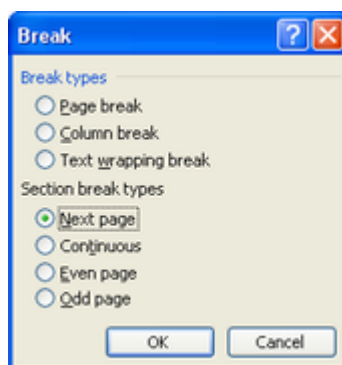 Break
Break types
Page break
Column break
Text wrapping break
Section break types
Next page
Continuous
Even page
Odd page
OK Cancel